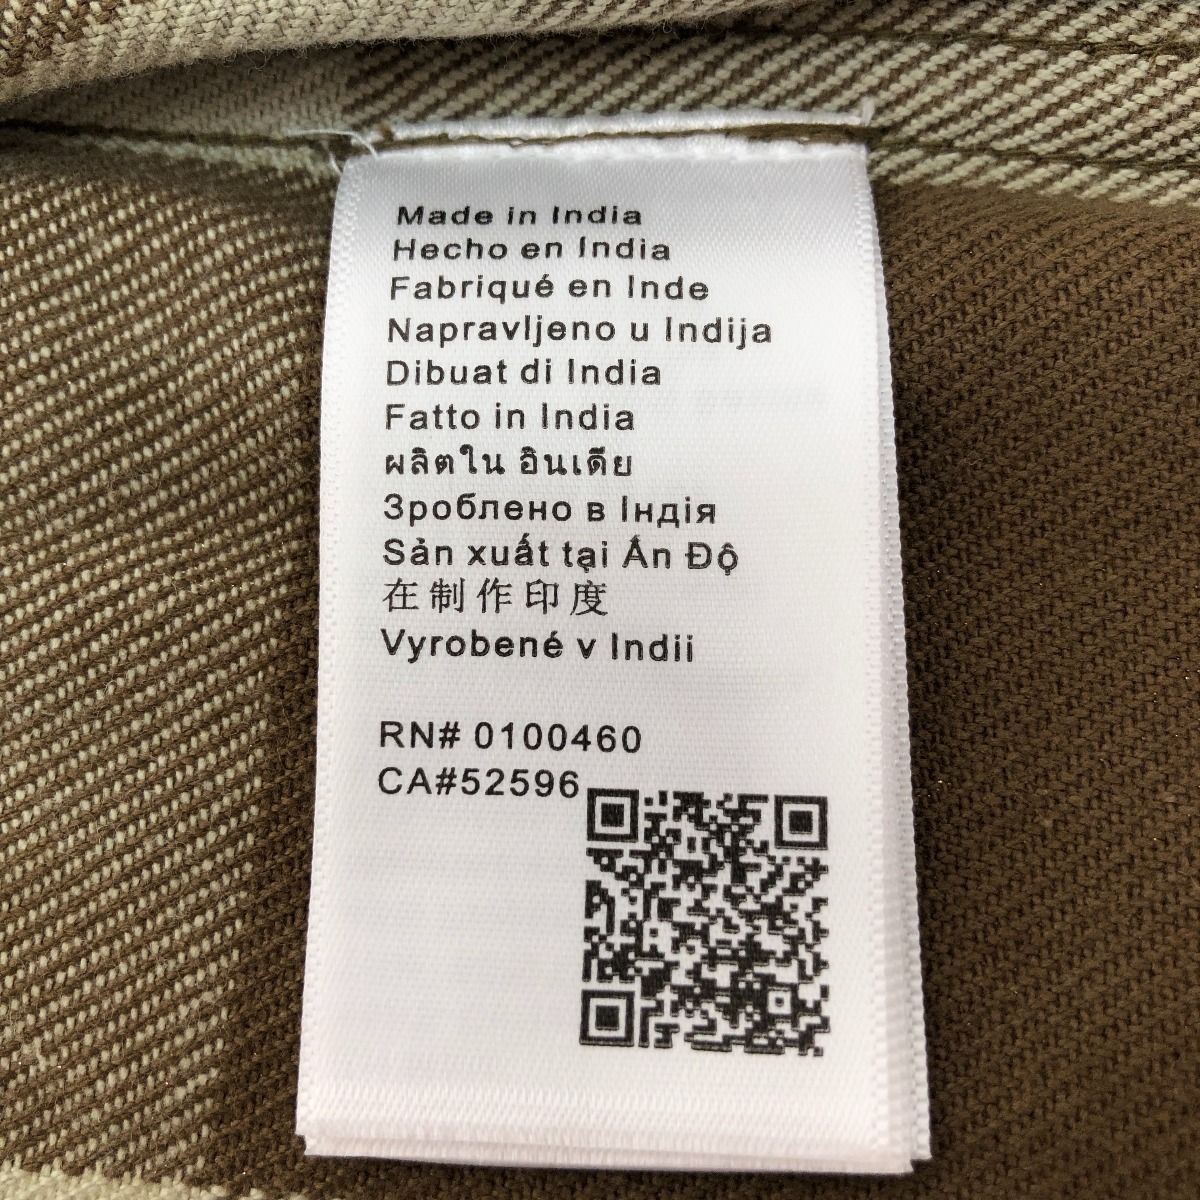 Made in India
Hecho en India
Fabriqué en Inde
Napravljeno u Indija
Dibuat di India
Fatto in India
ผลิตใน อินเดีย
Зроблено в Індія
Sản xuất tại Ấn Độ
在制作印度
Vyrobené v Indii
RN# 0100460
CA#52596